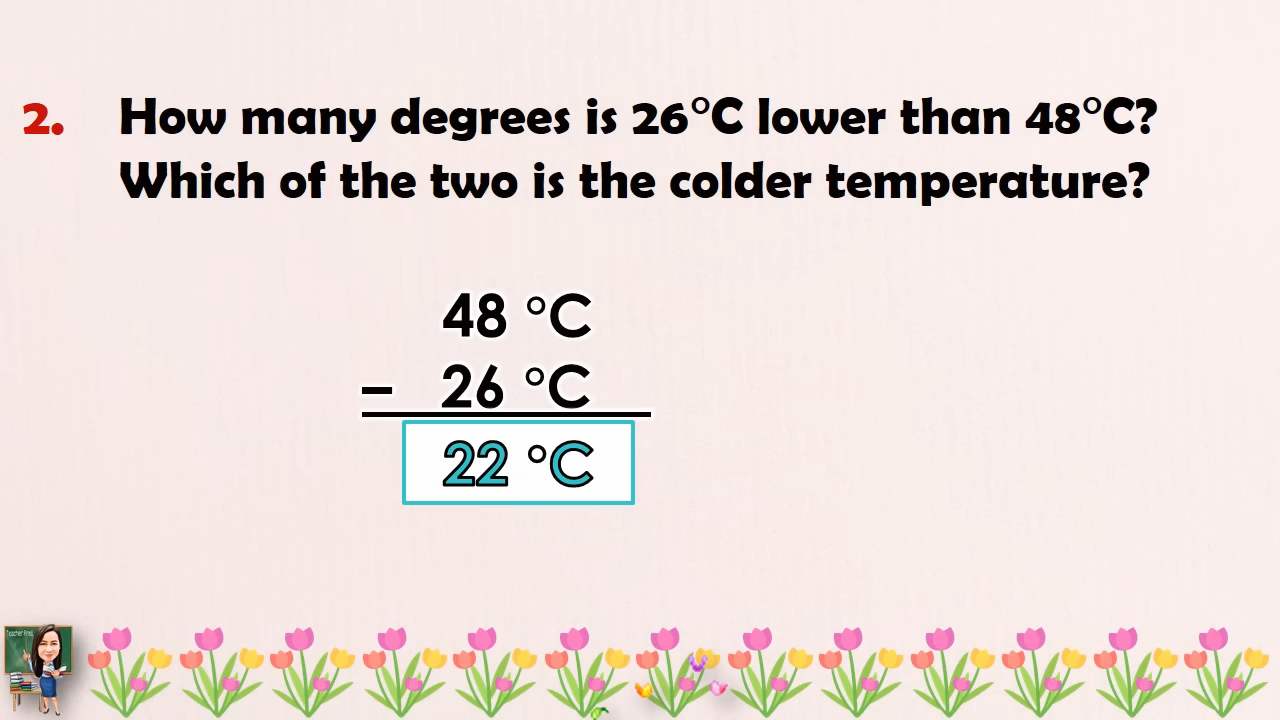 2. How many degrees is 26°C lower than 48°C?
Which of the two is the colder temperature?
48 °C
– 26 °C
22 °C